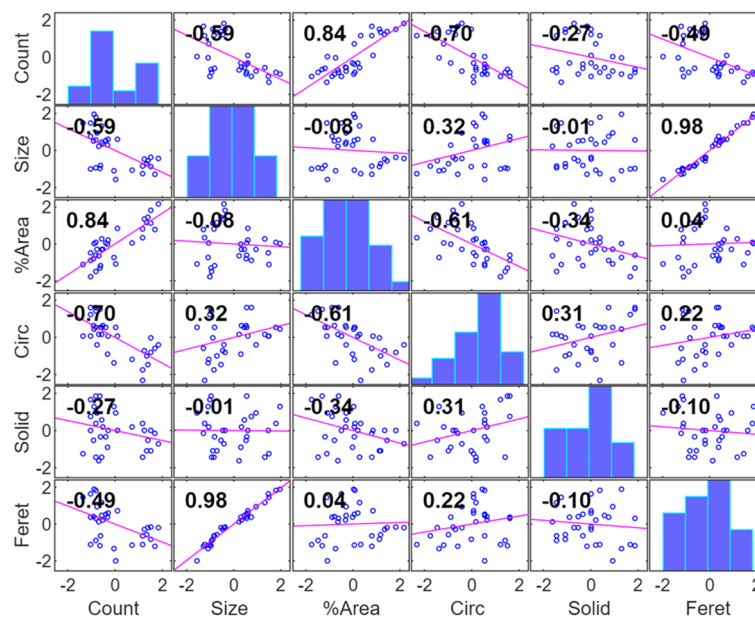 2 -0.59 0.84 -0.70 -0.27 -0.49
Count 0
-2
2 -0.59 -0.08 0.32 -0.01 0.98
Size 0
-2
2 0.84 -0.08 -0.61 -0.34 0.04
%Area 0
-2
2 -0.70 0.32 -0.61 0.31 0.22
Circ 0
-2
2 -0.27 -0.01 -0.34 0.31 -0.10
Solid 0
-2
2 -0.49 0.98 0.04 0.22 -0.10
Feret 0
-2
-2 0 2 -2 0 2 -2 0 2 -2 0 2 -2 0 2 -2 0 2
Count Size %Area Circ Solid Feret